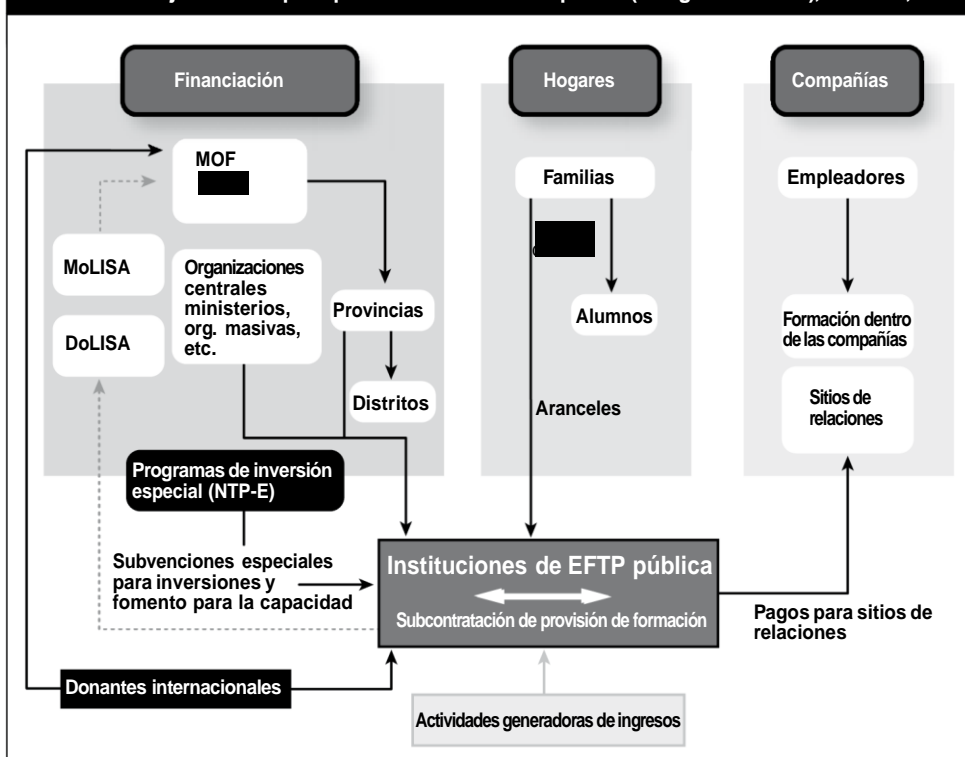 Financiación
Hogares
Compañías
MOF
Familias
Empleadores
MoLISA
Organizaciones
centrales
ministerios,
org. masivas,
etc.
Provincias
Alumnos
Formación dentro
de las compañías
DoLISA
Distritos
Aranceles
Sitios de
relaciones
Programas de inversión
especial (NTP-E)
Subvenciones especiales
para inversiones y
fomento para la capacidad
Instituciones de EFTP pública
Subcontratación de provisión de formación
Pagos para sitios de
relaciones
Donantes internacionales
Actividades generadoras de ingresos